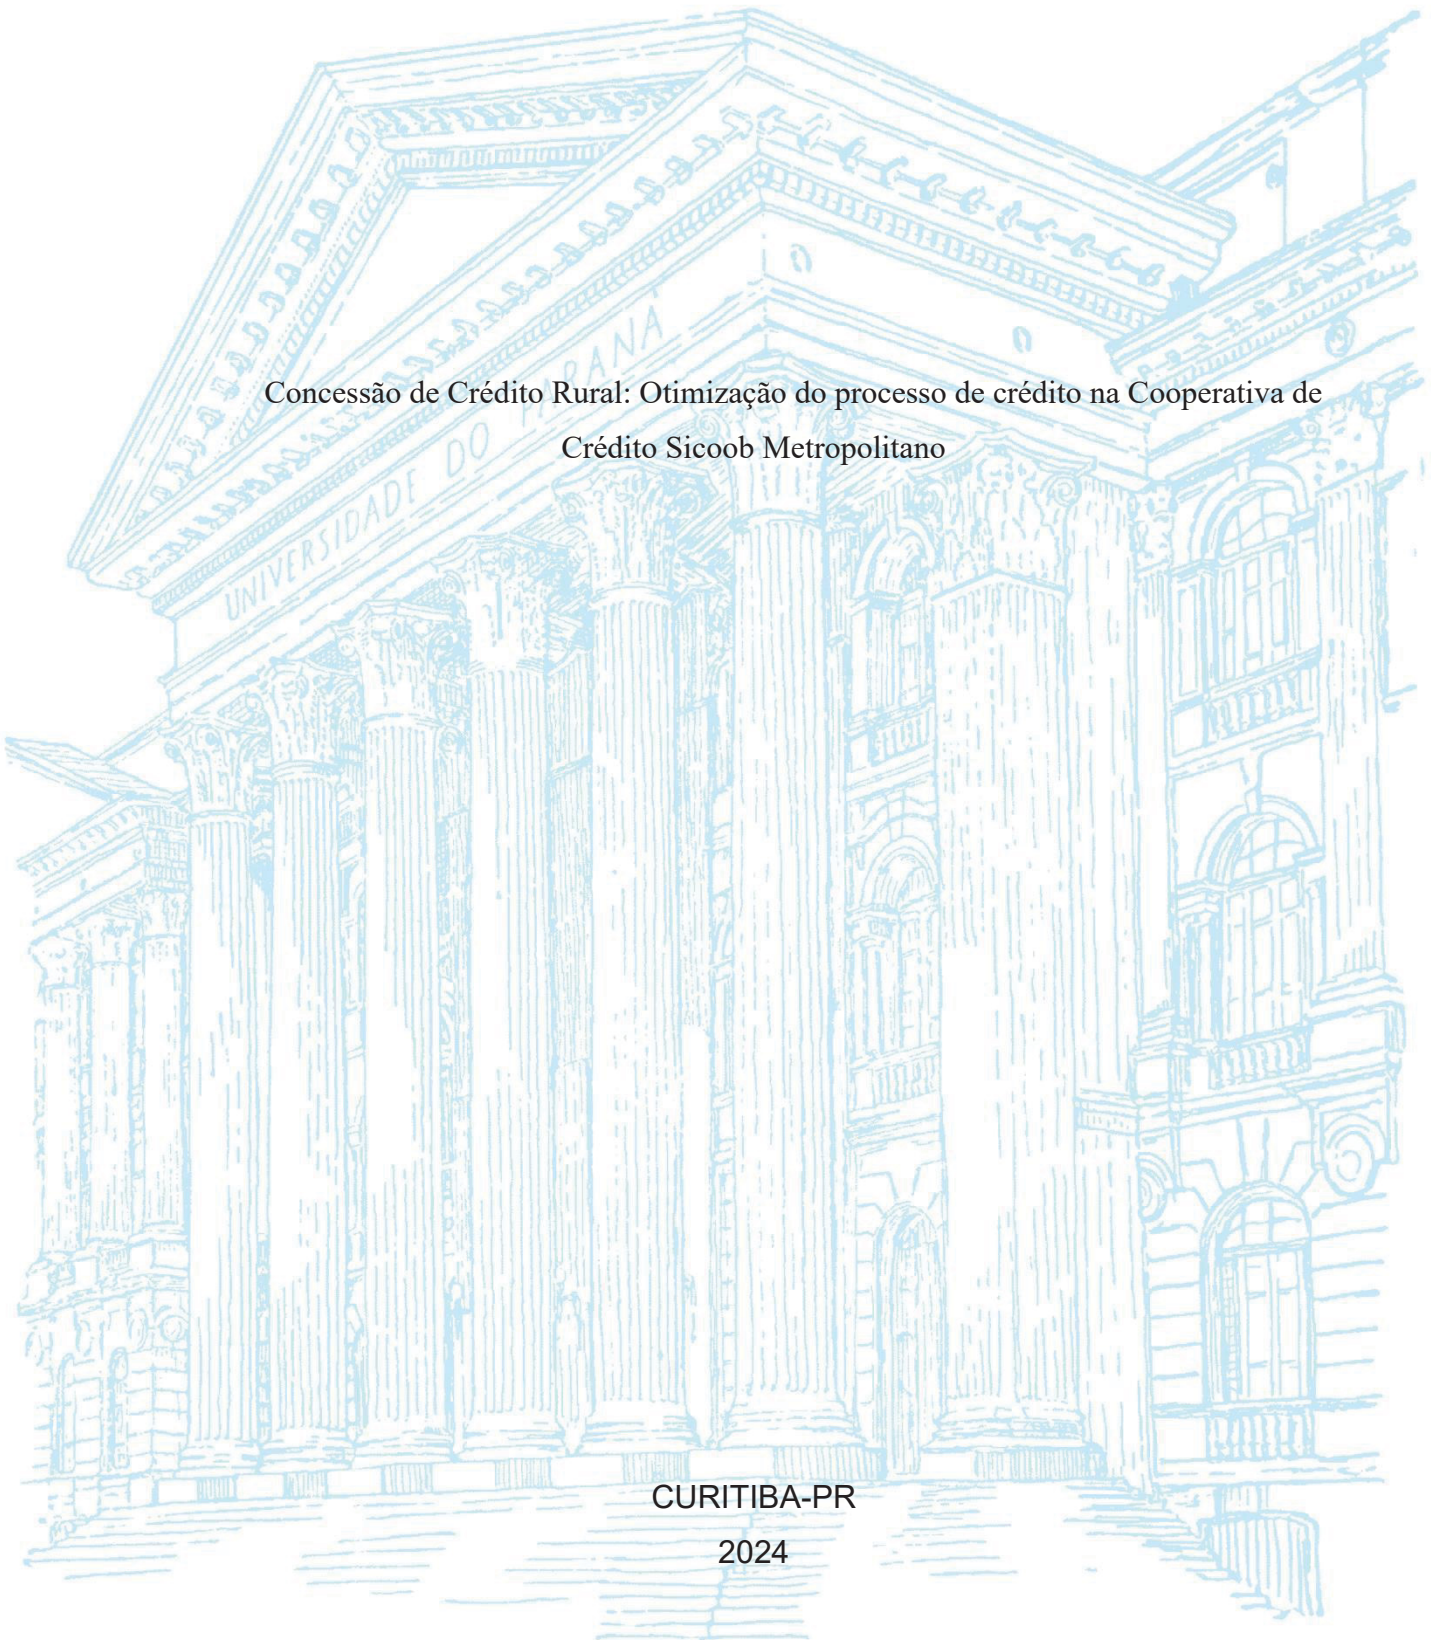 UNIVERSIDADE DO PARANÁ
Concessão de Crédito Rural: Otimização do processo de crédito na Cooperativa de
Crédito Sicoob Metropolitano
CURITIBA-PR
2024